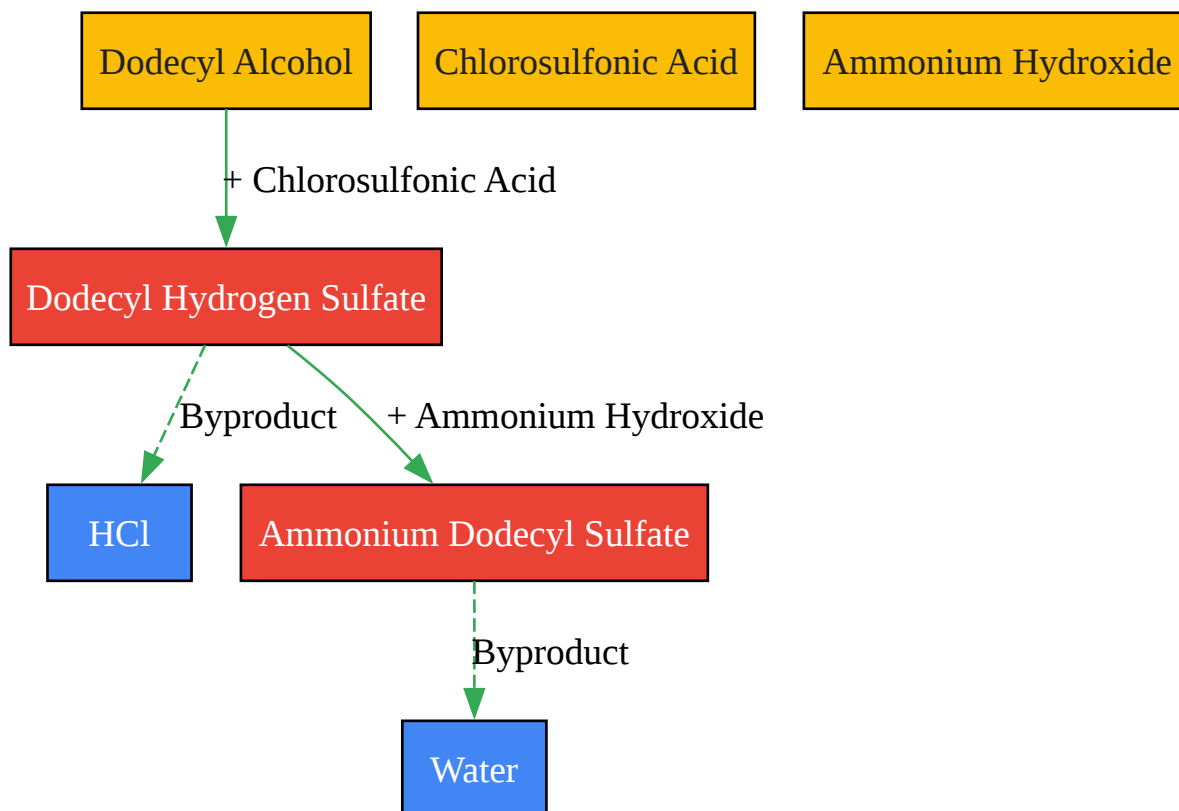 Dodecyl Alcohol
Chlorosulfonic Acid
Ammonium Hydroxide
+ Chlorosulfonic Acid
Dodecyl Hydrogen Sulfate
Byproduct
+ Ammonium Hydroxide
HCl
Ammonium Dodecyl Sulfate
Byproduct
Water